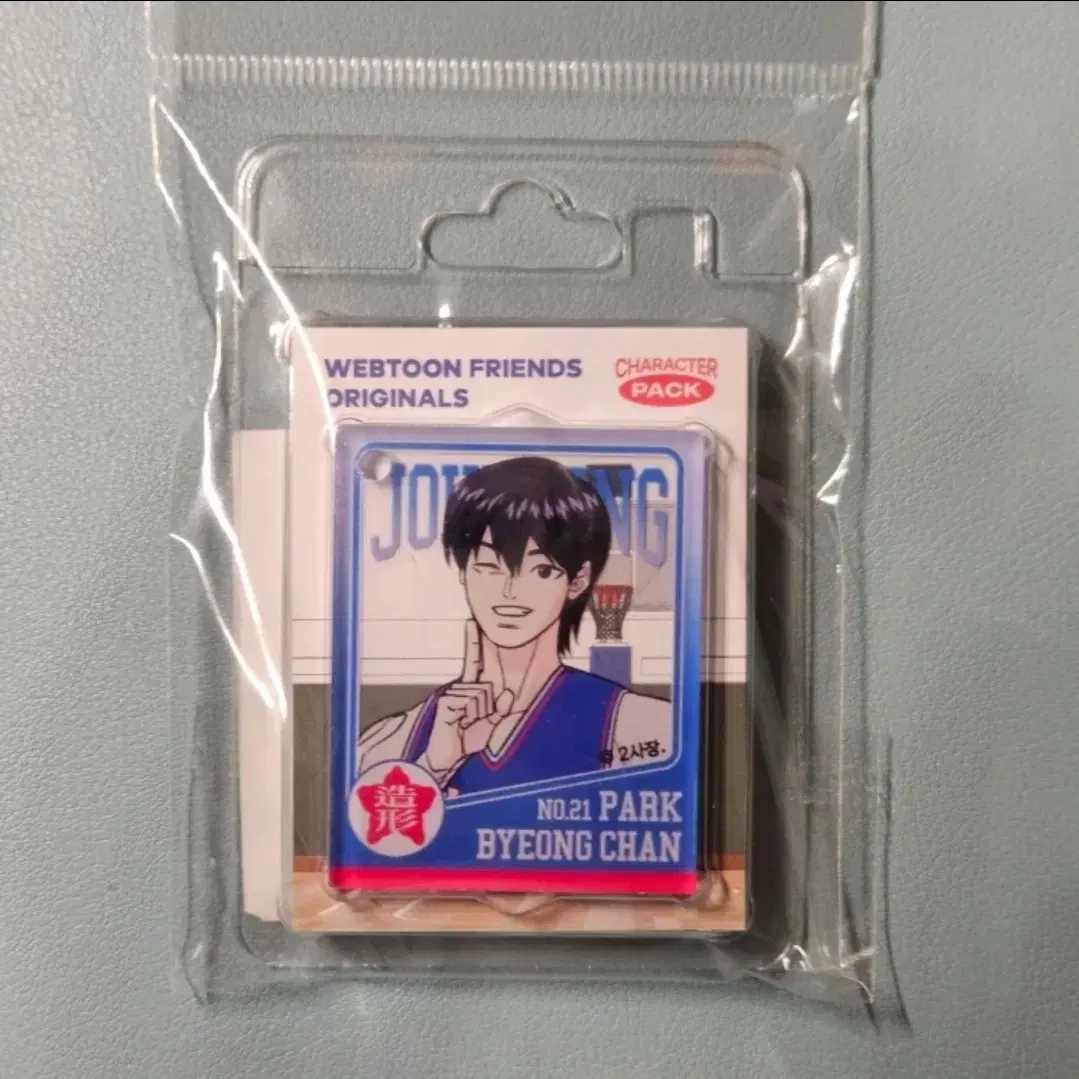 WEBTOON FRIENDS
ORIGINALS
CHARACTER
PACK
@ 2사장.
造
形
NO.21 PARK
BYEONG CHAN